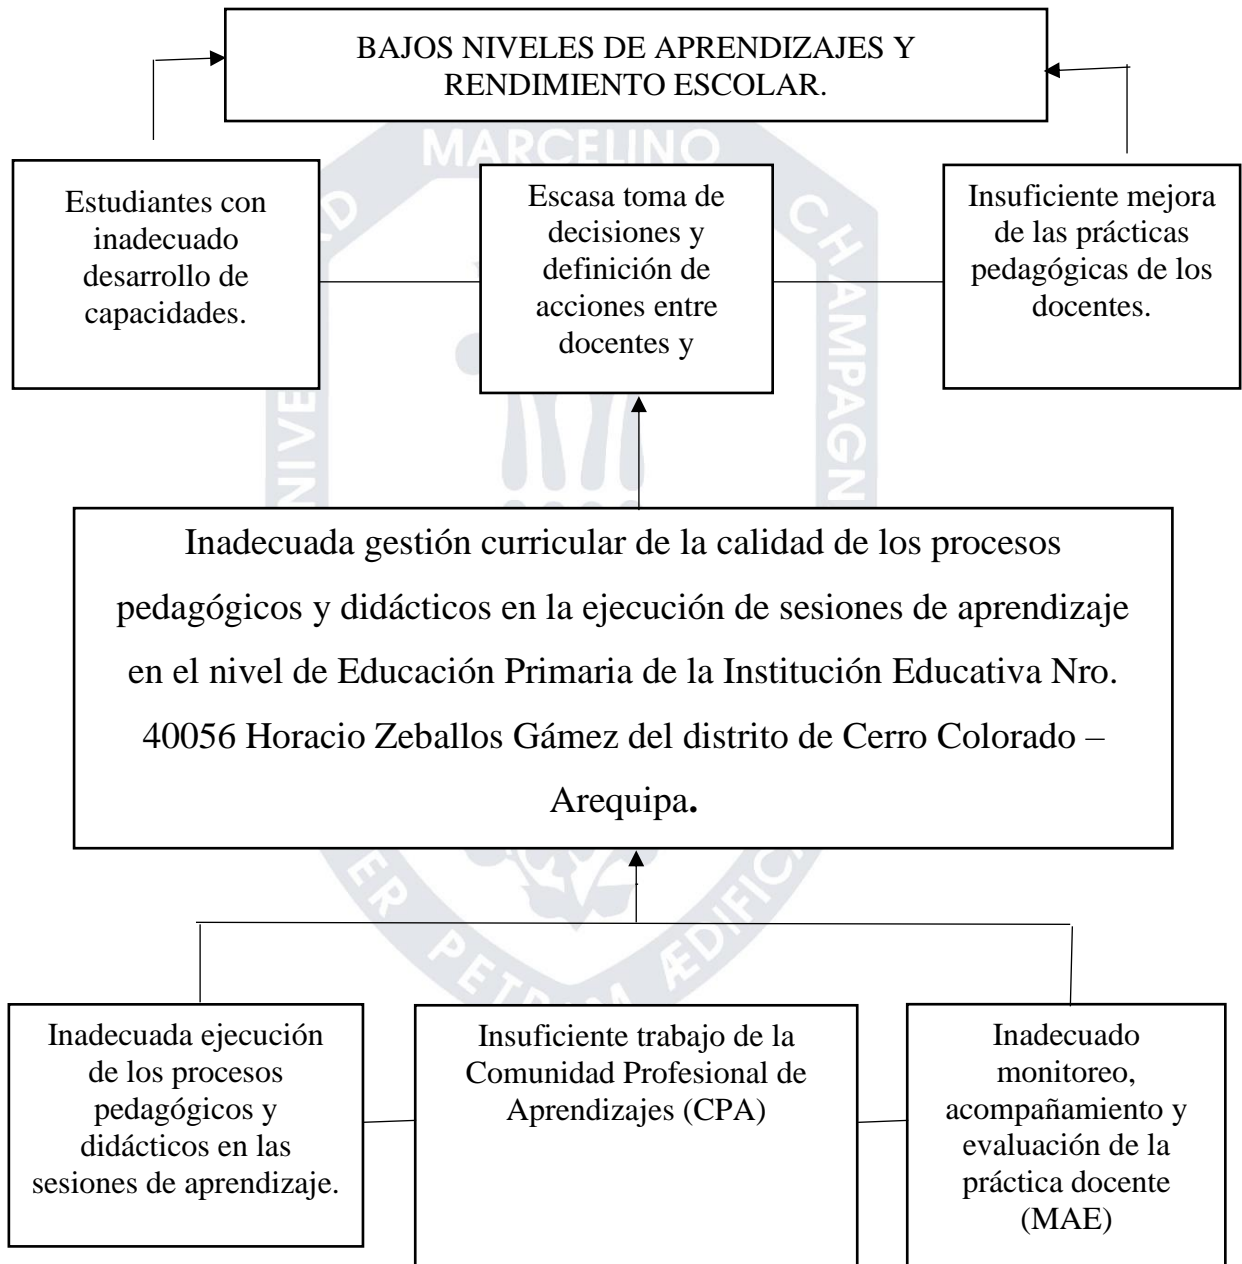 BAJOS NIVELES DE APRENDIZAJES Y
RENDIMIENTO ESCOLAR.
MARCELINO
CHAMPAGN
Estudiantes con
inadecuado
desarrollo de
capacidades.
Escasa toma de
decisiones y
definición de
acciones entre
docentes y
Insuficiente mejora
de las prácticas
pedagógicas de los
docentes.
Inadecuada gestión curricular de la calidad de los procesos
pedagógicos y didácticos en la ejecución de sesiones de aprendizaje
en el nivel de Educación Primaria de la Institución Educativa Nro.
40056 Horacio Zeballos Gámez del distrito de Cerro Colorado –
Arequipa.
Inadecuada ejecución
de los procesos
pedagógicos y
didácticos en las
sesiones de aprendizaje.
Insuficiente trabajo de la
Comunidad Profesional de
Aprendizajes (CPA)
Inadecuado
monitoreo,
acompañamiento y
evaluación de la
práctica docente
(MAE)